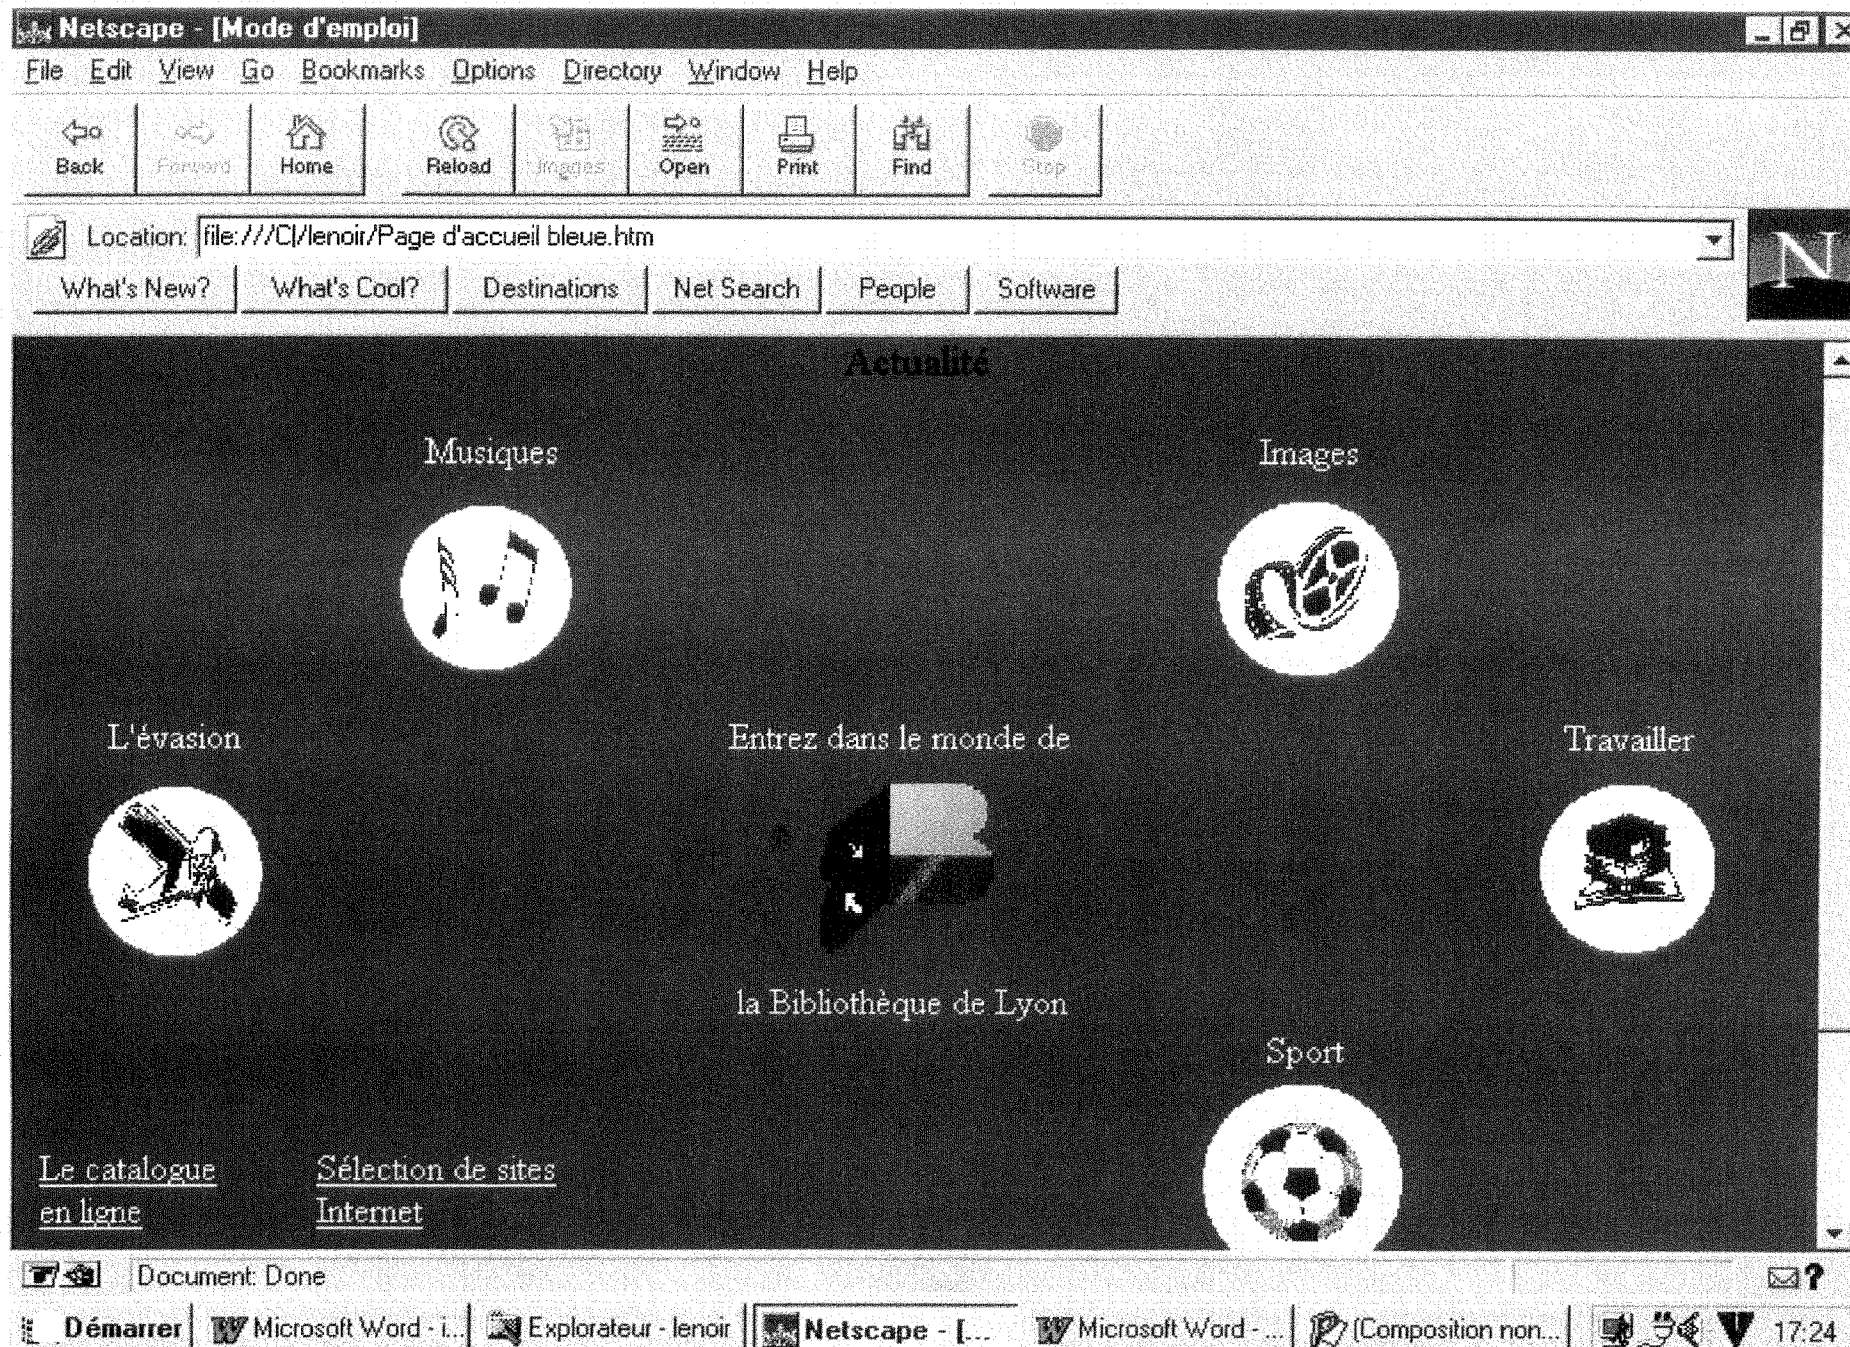 Netscape - [Mode d'emploi]
File Edit View Go Bookmarks Options Directory Window Help
Back Forward Home Reload Images Open Print Find Stop
Location: file:///C|/lenoir/Page d'accueil bleue.htm
N
What's New? What's Cool? Destinations Net Search People Software
Actualité
Musiques
Images
L'évasion
Entrez dans le monde de
Travailler
la Bibliothèque de Lyon
Sport
Le catalogue
en ligne
Sélection de sites
Internet
Document: Done
Démarrer Microsoft Word - i... Explorateur - lenoir Netscape - [... Microsoft Word - ... (Composition non... 17:24